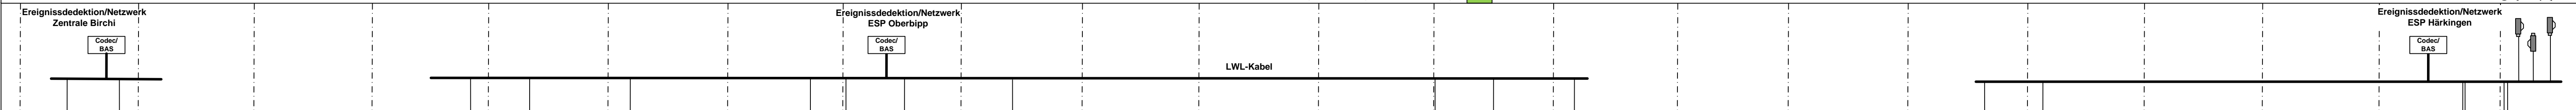 Ereignissdedektion/Netzwerk
Zentrale Birchi
Codec/
BAS
Ereignissdedektion/Netzwerk
ESP Oberbipp
Codec/
BAS
LWL-Kabel
Ereignissdedektion/Netzwerk
ESP Härkingen
Codec/
BAS